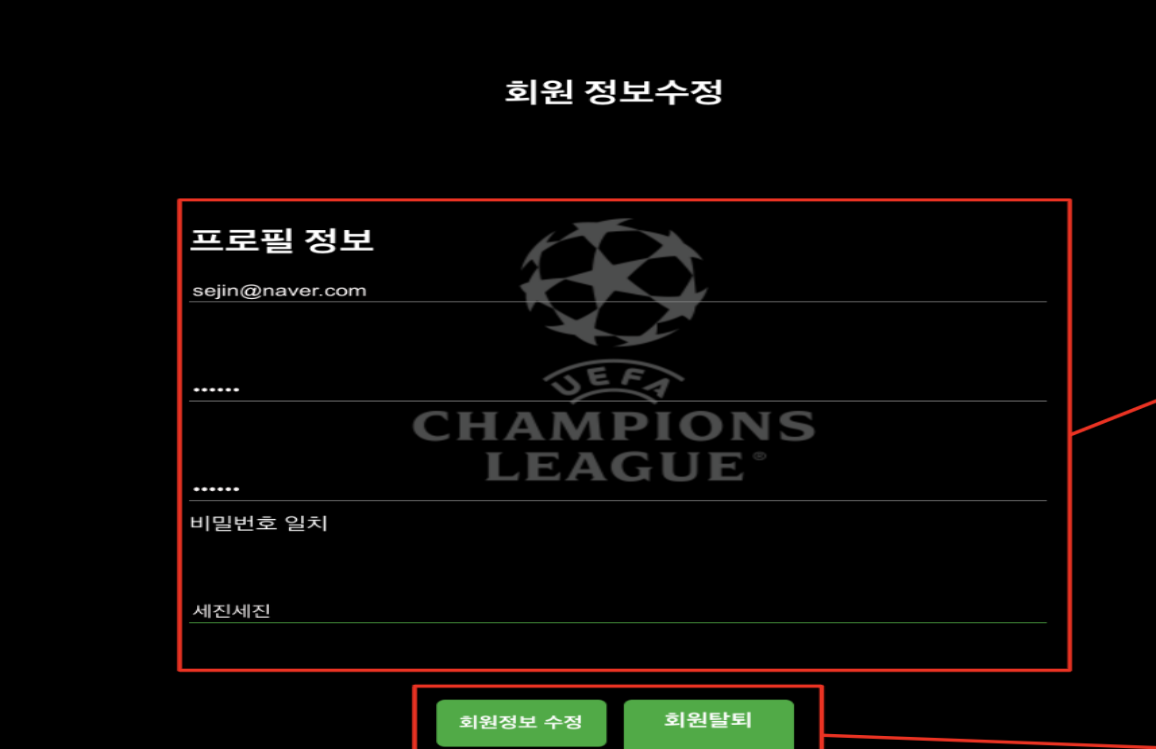 회원 정보수정
프로필 정보
sejin@naver.com
••••••
UEFA
CHAMPIONS
LEAGUE®
••••••
비밀번호 일치
세진세진
회원정보 수정
회원탈퇴